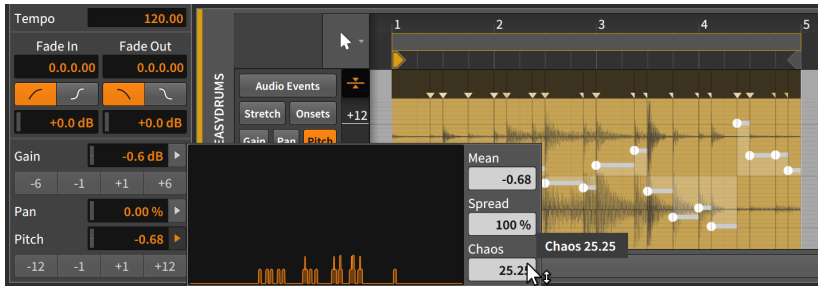 Tempo 120.00
Fade In Fade Out
0.0.0.00 0.0.0.00
+0.0 dB +0.0 dB
Gain -0.6 dB
-6 -1 +1 +6
Pan 0.00 %
Pitch -0.68
-12 -1 +1 +12
EASYDRUMS
1 2 3 4 5
Audio Events
Stretch Onsets
+12
Gain Pan Pitch
Mean
-0.68
Spread
100 %
Chaos
25.25
Chaos 25.25